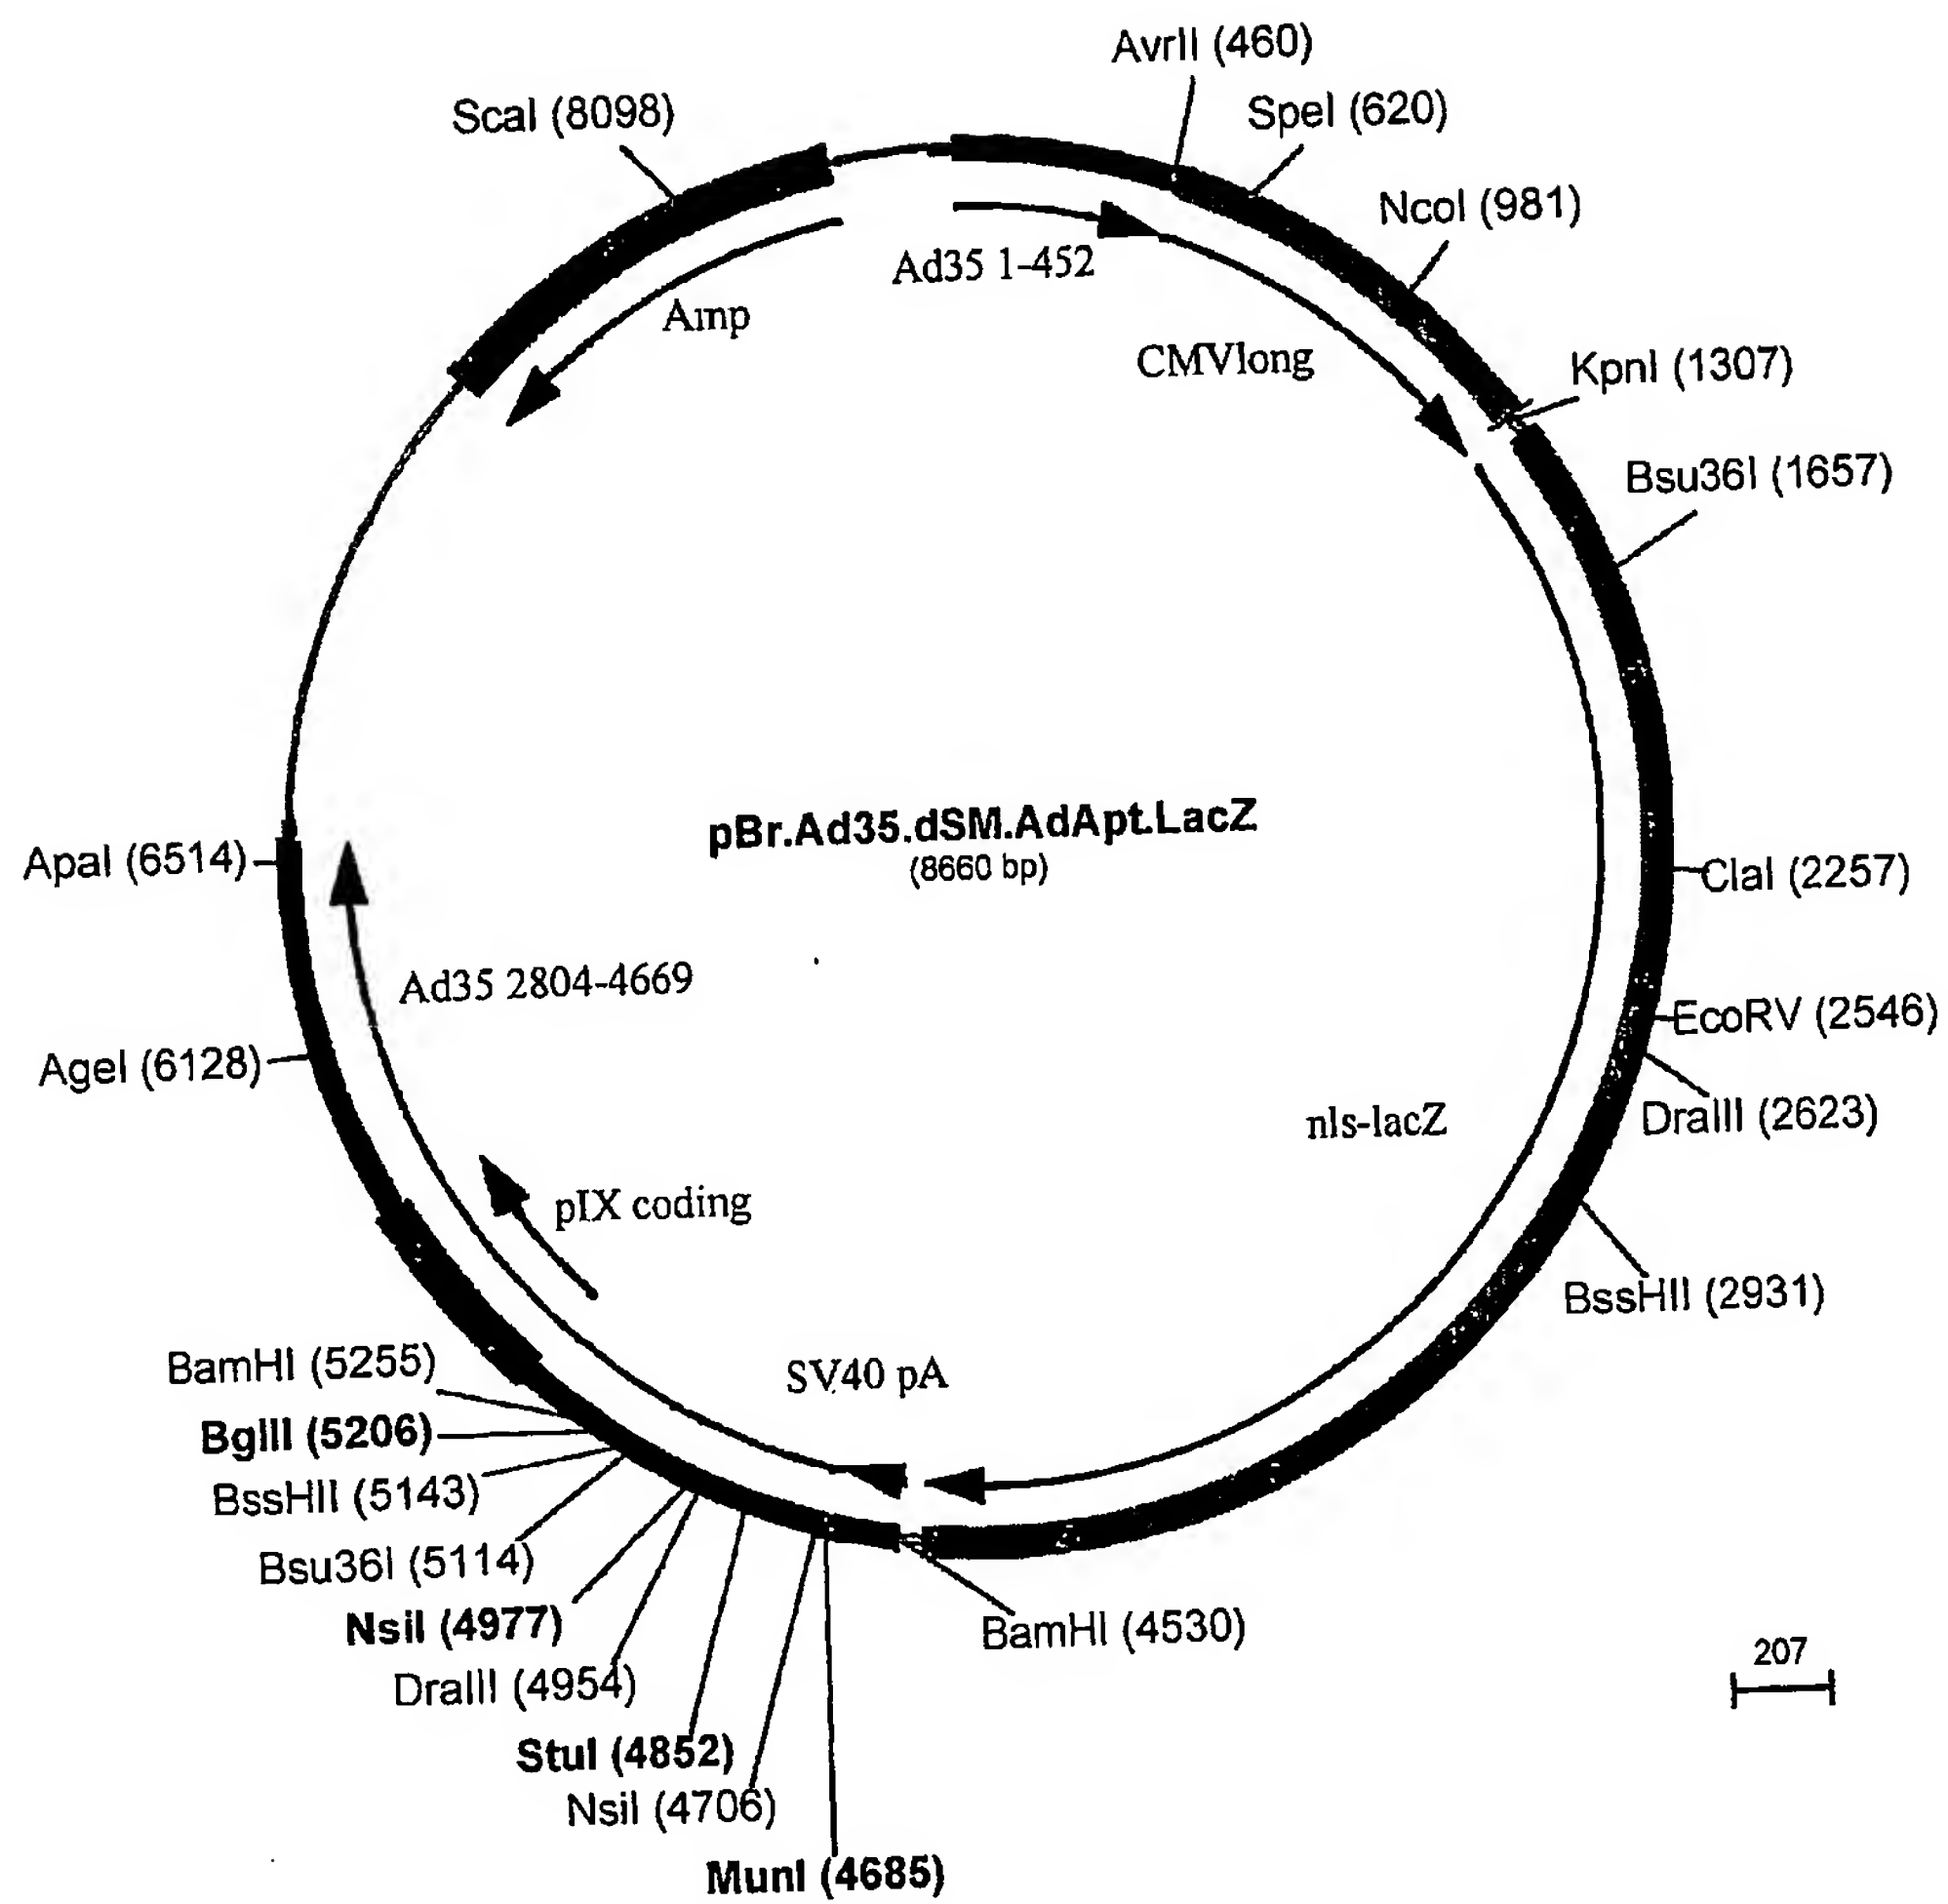 AvrII (460)
ScaI (8098)
SpeI (620)
NcoI (981)
Ad35 1-452
Amp
CMVlong
KpnI (1307)
Bsu36I (1657)
pBr.Ad35.dSM.AdApt.LacZ
(8660 bp)
ApaI (6514)
ClaI (2257)
Ad35 2804-4669
EcoRV (2546)
AgeI (6128)
DraIII (2623)
nls-lacZ
pIX coding
BssHII (2931)
BamHI (5255)
SV40 pA
BglII (5206)
BssHII (5143)
Bsu36I (5114)
NsiI (4977)
BamHI (4530)
207
DraIII (4954)
StuI (4852)
NsiI (4706)
MunI (4685)